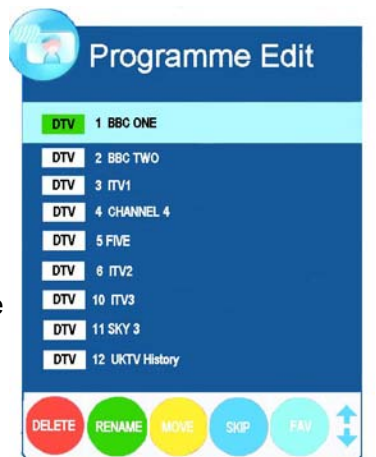 Programme Edit
DTV 1 BBC ONE
DTV 2 BBC TWO
DTV 3 ITV1
DTV 4 CHANNEL 4
DTV 5 FIVE
DTV 6 ITV2
e
DTV 10 ITV3
DTV 11 SKY 3
DTV 12 UKTV History
DELETE RENAME MOVE SKIP FAV